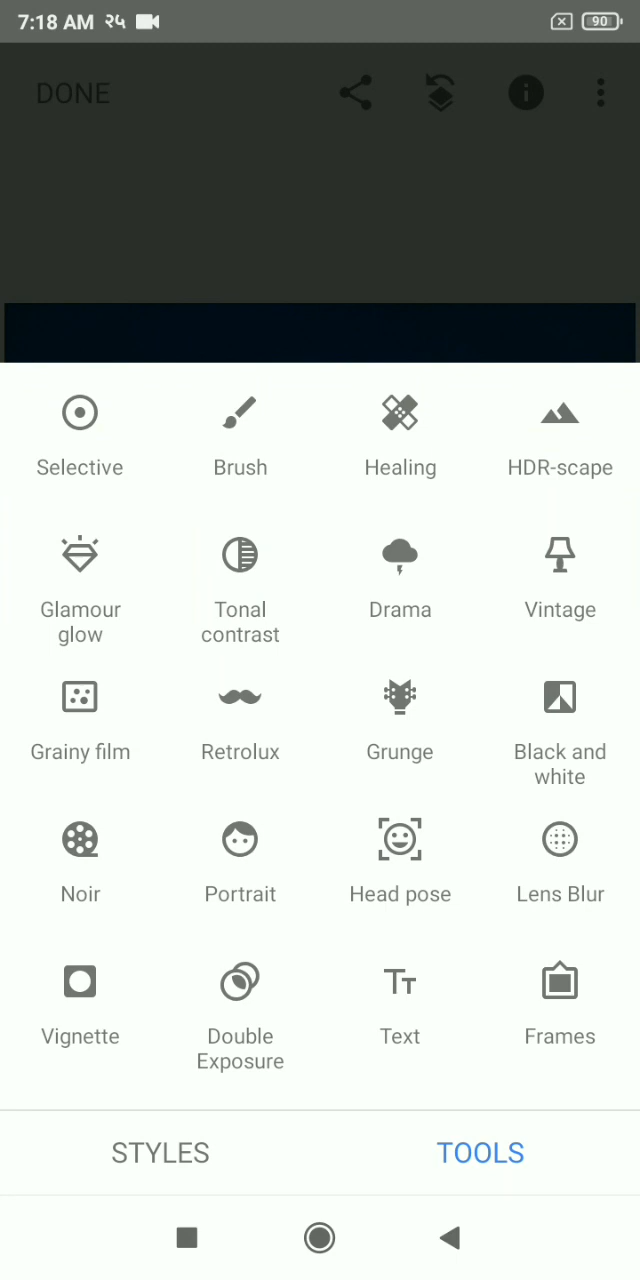 7:18 AM २५ 90
DONE
Selective Brush Healing HDR-scape
Glamour glow Tonal contrast Drama Vintage
Grainy film Retrolux Grunge Black and white
Noir Portrait Head pose Lens Blur
Vignette Double Exposure Text Frames
STYLES TOOLS